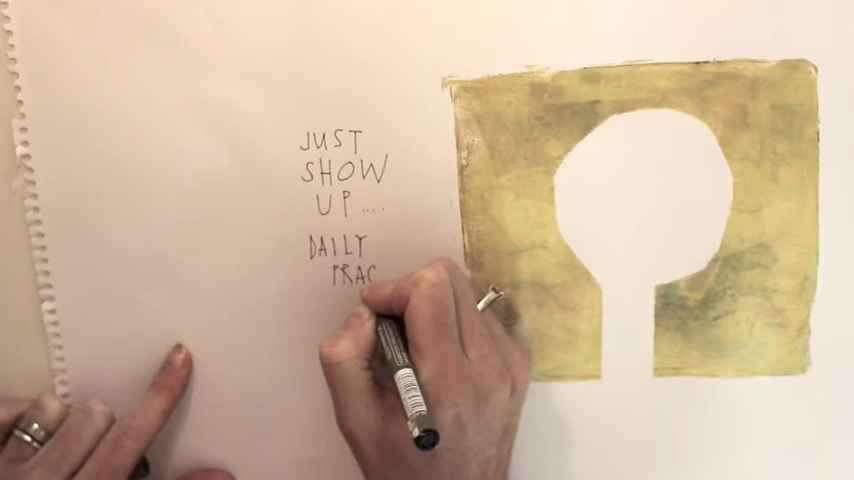 JUST
SHOW
UP....
DAILY
PRAC